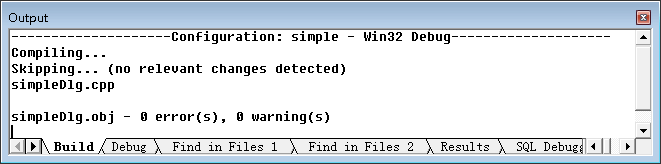 Output
--------------------Configuration: simple - Win32 Debug--------------------
Compiling...
Skipping... (no relevant changes detected)
simpleDlg.cpp
simpleDlg.obj - 0 error(s), 0 warning(s)
Build Debug Find in Files 1 Find in Files 2 Results SQL Debugg